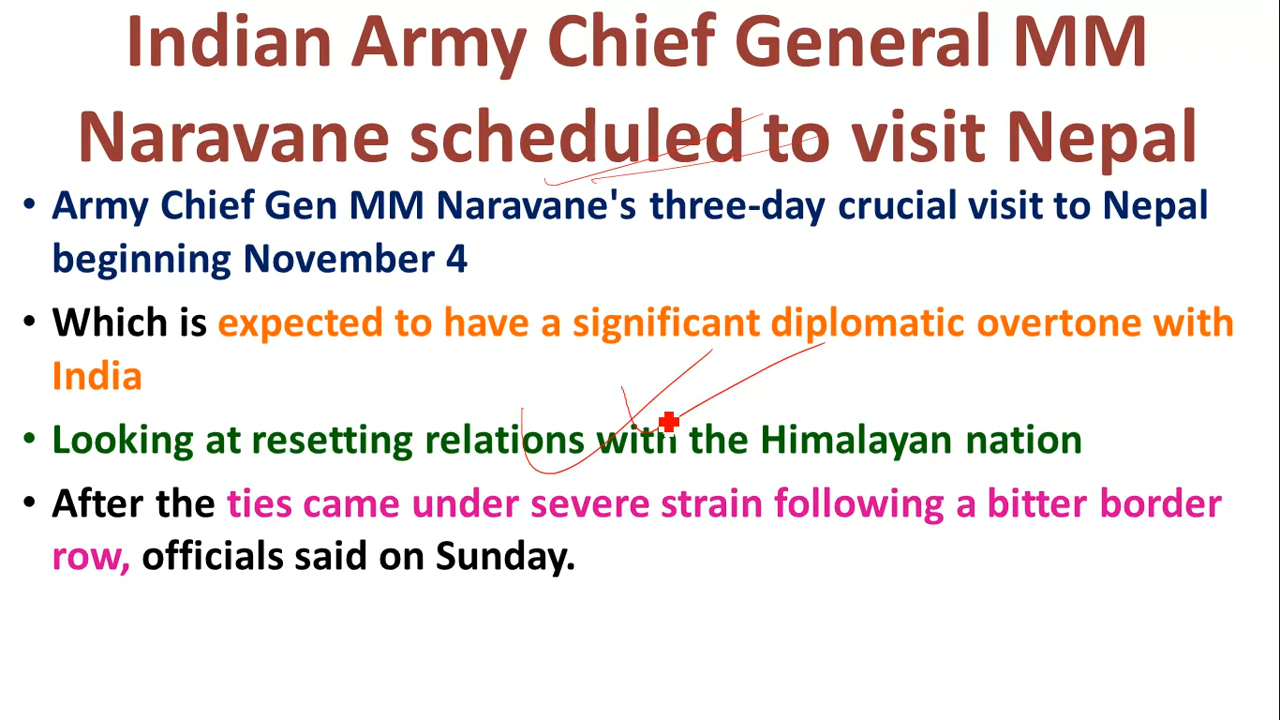 Indian Army Chief General MM
Naravane scheduled to visit Nepal
• Army Chief Gen MM Naravane's three-day crucial visit to Nepal
beginning November 4
• Which is expected to have a significant diplomatic overtone with
India
• Looking at resetting relations with the Himalayan nation
• After the ties came under severe strain following a bitter border
row, officials said on Sunday.